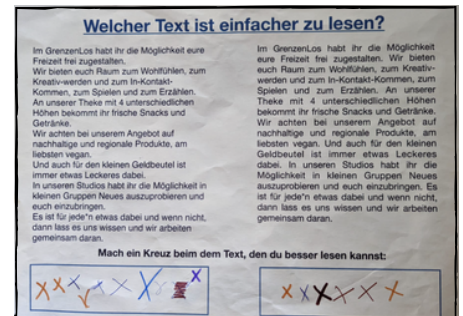 Welcher Text ist einfacher zu lesen?
Im GrenzenLos habt ihr die Möglichkeit eure
Freizeit frei zugestalten.
Wir bieten euch Raum zum Wohlfühlen, zum
Kreativ-werden und zum In-Kontakt-
Kommen, zum Spielen und zum Erzählen.
An unserer Theke mit 4 unterschiedlichen
Höhen bekommt ihr frische Snacks und
Getränke.
Wir achten bei unserem Angebot auf
nachhaltige und regionale Produkte, am
liebsten vegan.
Und auch für den kleinen Geldbeutel ist
immer etwas Leckeres dabei.
In unseren Studios habt ihr die Möglichkeit in
kleinen Gruppen Neues auszuprobieren und
euch einzubringen.
Es ist für jede*n etwas dabei und wenn nicht,
dann lass es uns wissen und wir arbeiten
gemeinsam daran.
Im GrenzenLos habt ihr die Möglichkeit
eure Freizeit frei zugestalten. Wir bieten
euch Raum zum Wohlfühlen, zum Kreativ-
werden und zum In-Kontakt-Kommen, zum
Spielen und zum Erzählen. An unserer
Theke mit 4 unterschiedlichen Höhen
bekommt ihr frische Snacks und Getränke.
Wir achten bei unserem Angebot auf
nachhaltige und regionale Produkte, am
liebsten vegan. Und auch für den kleinen
Geldbeutel ist immer etwas Leckeres
dabei. In unseren Studios habt ihr die
Möglichkeit in kleinen Gruppen Neues
auszuprobieren und euch einzubringen. Es
ist für jede*n etwas dabei und wenn nicht,
dann lass es uns wissen und wir arbeiten
gemeinsam daran.
Mach ein Kreuz beim dem Text, den du besser lesen kannst: